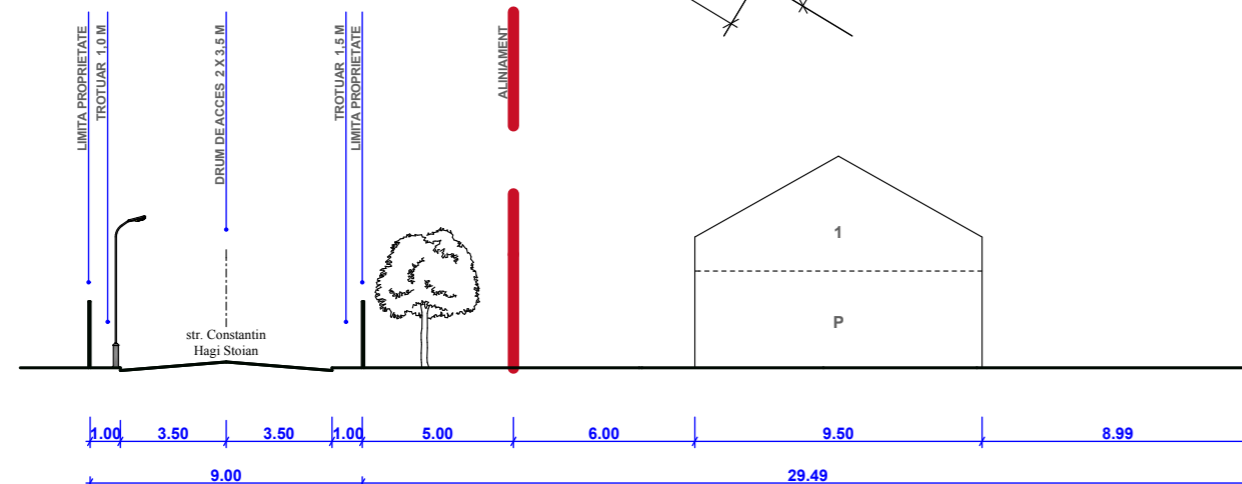 LIMITA PROPRIETATE
TROTUAR 1,0 M
DRUM DE ACCES 2 X 3,5 M
TROTUAR 1,5 M
LIMITA PROPRIETATE
ALINIAMENT
1
P
str. Constantin
Hagi Stoian
1.00 3.50 3.50 1.00 5.00 6.00 9.50 8.99
9.00 29.49